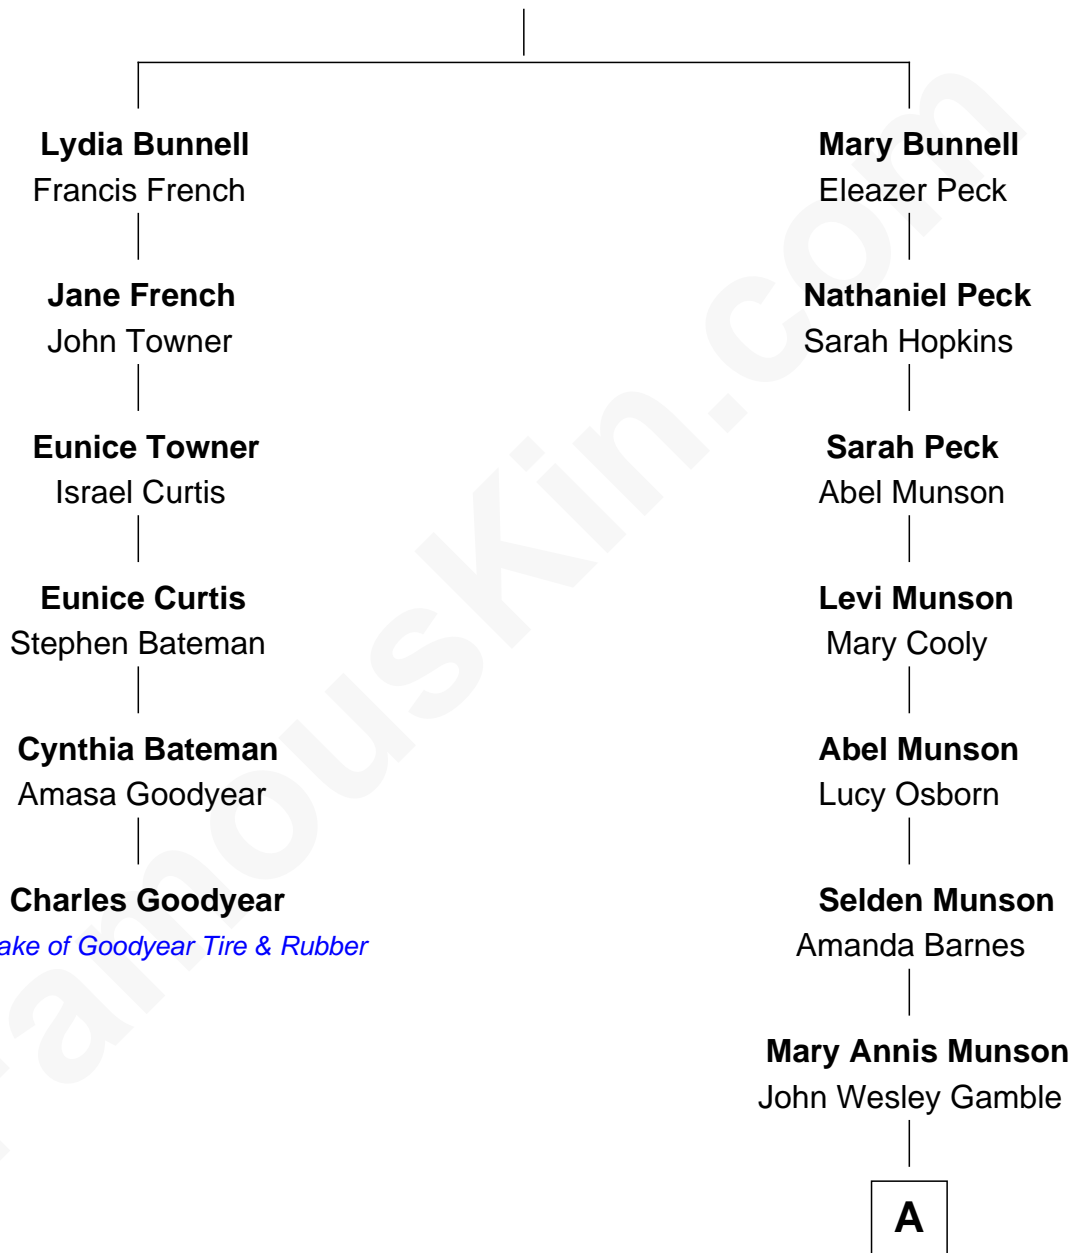 Lydia Bunnell
Francis French
Jane French
John Towner
Eunice Towner
Israel Curtis
Eunice Curtis
Stephen Bateman
Cynthia Bateman
Amasa Goodyear
Charles Goodyear
of Goodyear Tire & Rubber
Mary Bunnell
Eleazer Peck
Nathaniel Peck
Sarah Hopkins
Sarah Peck
Abel Munson
Levi Munson
Mary Cooly
Abel Munson
Lucy Osborn
Selden Munson
Amanda Barnes
Mary Annis Munson
John Wesley Gamble
A
FamousKin.com